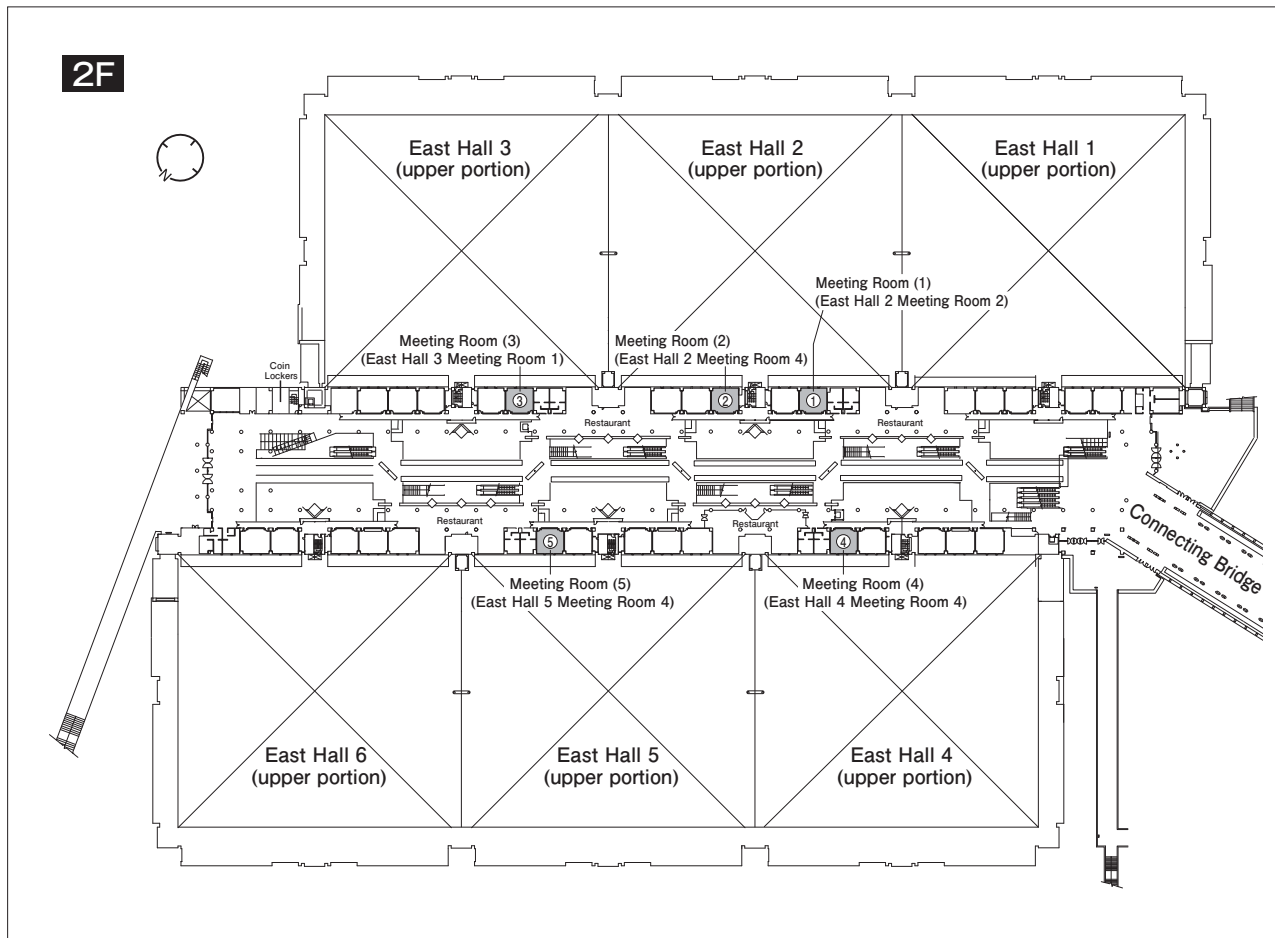 2F
N
East Hall 3
(upper portion)
East Hall 2
(upper portion)
East Hall 1
(upper portion)
Meeting Room (1)
(East Hall 2 Meeting Room 2)
Meeting Room (3)
(East Hall 3 Meeting Room 1)
Meeting Room (2)
(East Hall 2 Meeting Room 4)
Coin
Lockers
3
2
1
Restaurant
Restaurant
Restaurant
Restaurant
Connecting Bridge
5
4
Meeting Room (5)
(East Hall 5 Meeting Room 4)
Meeting Room (4)
(East Hall 4 Meeting Room 4)
East Hall 6
(upper portion)
East Hall 5
(upper portion)
East Hall 4
(upper portion)